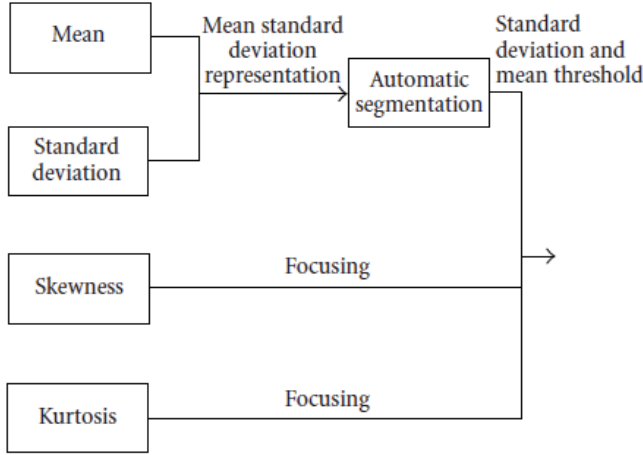 Mean
Mean standard
deviation
representation
Standard
deviation and
mean threshold
Automatic
segmentation
Standard
deviation
Skewness
Focusing
Kurtosis
Focusing